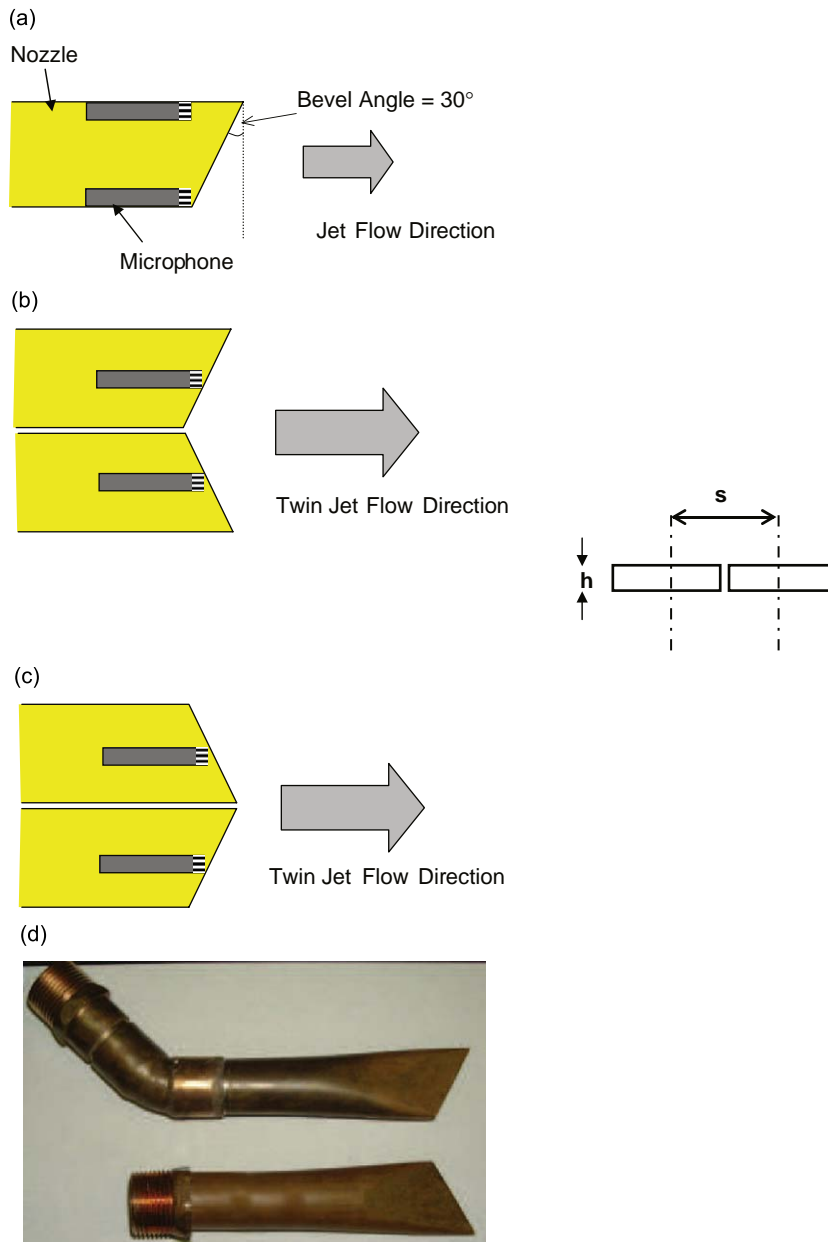 (a)
Nozzle
Bevel Angle = 30°
Jet Flow Direction
Microphone
(b)
Twin Jet Flow Direction
s
h
(c)
Twin Jet Flow Direction
(d)